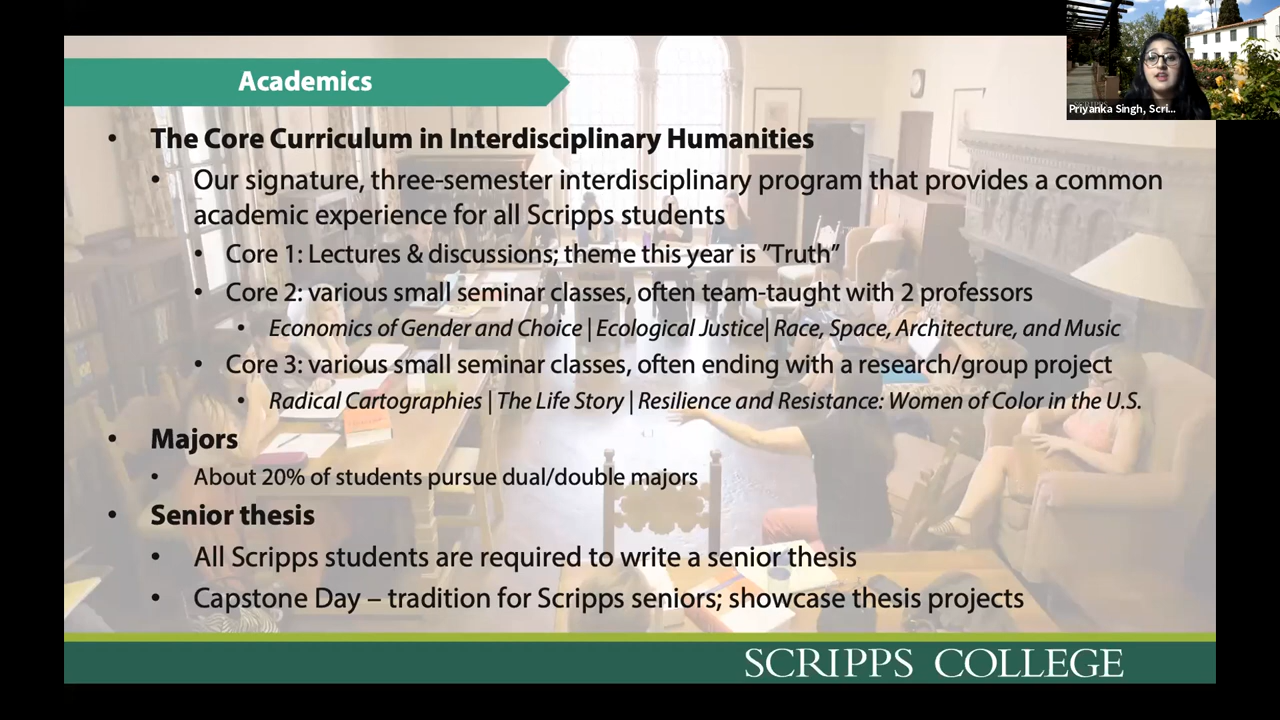 Priyanka Singh, Scri...
Academics
• The Core Curriculum in Interdisciplinary Humanities
• Our signature, three-semester interdisciplinary program that provides a common
academic experience for all Scripps students
• Core 1: Lectures & discussions; theme this year is ”Truth”
• Core 2: various small seminar classes, often team-taught with 2 professors
• Economics of Gender and Choice | Ecological Justice| Race, Space, Architecture, and Music
• Core 3: various small seminar classes, often ending with a research/group project
• Radical Cartographies | The Life Story | Resilience and Resistance: Women of Color in the U.S.
• Majors
• About 20% of students pursue dual/double majors
• Senior thesis
• All Scripps students are required to write a senior thesis
• Capstone Day – tradition for Scripps seniors; showcase thesis projects
SCRIPPS COLLEGE